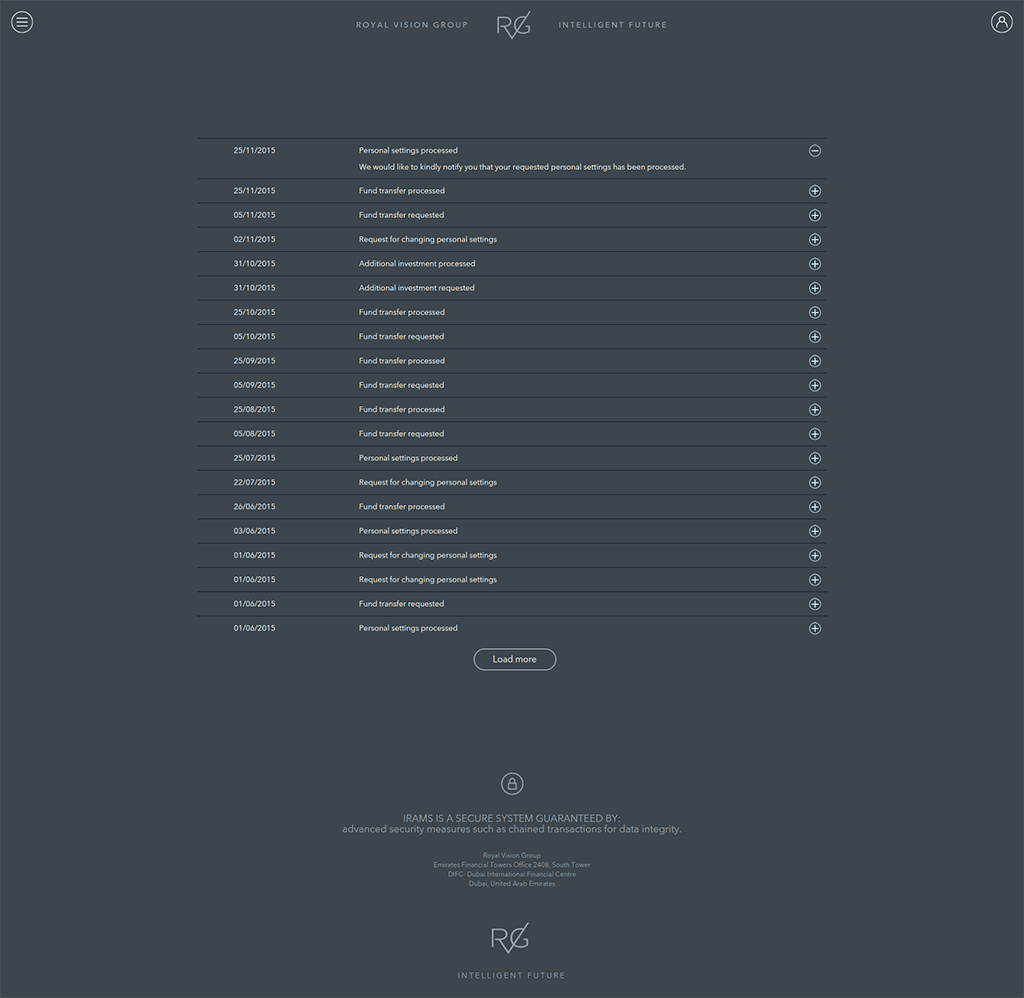 ROYAL VISION GROUP RVG INTELLIGENT FUTURE
25/11/2015 Personal settings processed
We would like to kindly notify you that your requested personal settings has been processed.
25/11/2015 Fund transfer processed
05/11/2015 Fund transfer requested
02/11/2015 Request for changing personal settings
31/10/2015 Additional investment processed
31/10/2015 Additional investment requested
25/10/2015 Fund transfer processed
05/10/2015 Fund transfer requested
25/09/2015 Fund transfer processed
05/09/2015 Fund transfer requested
25/08/2015 Fund transfer processed
05/08/2015 Fund transfer requested
25/07/2015 Personal settings processed
22/07/2015 Request for changing personal settings
26/06/2015 Fund transfer processed
03/06/2015 Personal settings processed
01/06/2015 Request for changing personal settings
01/06/2015 Request for changing personal settings
01/06/2015 Fund transfer requested
01/06/2015 Personal settings processed
Load more
IRAMS IS A SECURE SYSTEM GUARANTEED BY:
advanced security measures such as chained transactions for data integrity.
Royal Vision Group
Emirates Financial Towers Office 2408, South Tower
DIFC- Dubai International Financial Centre
Dubai, United Arab Emirates
RVG
INTELLIGENT FUTURE